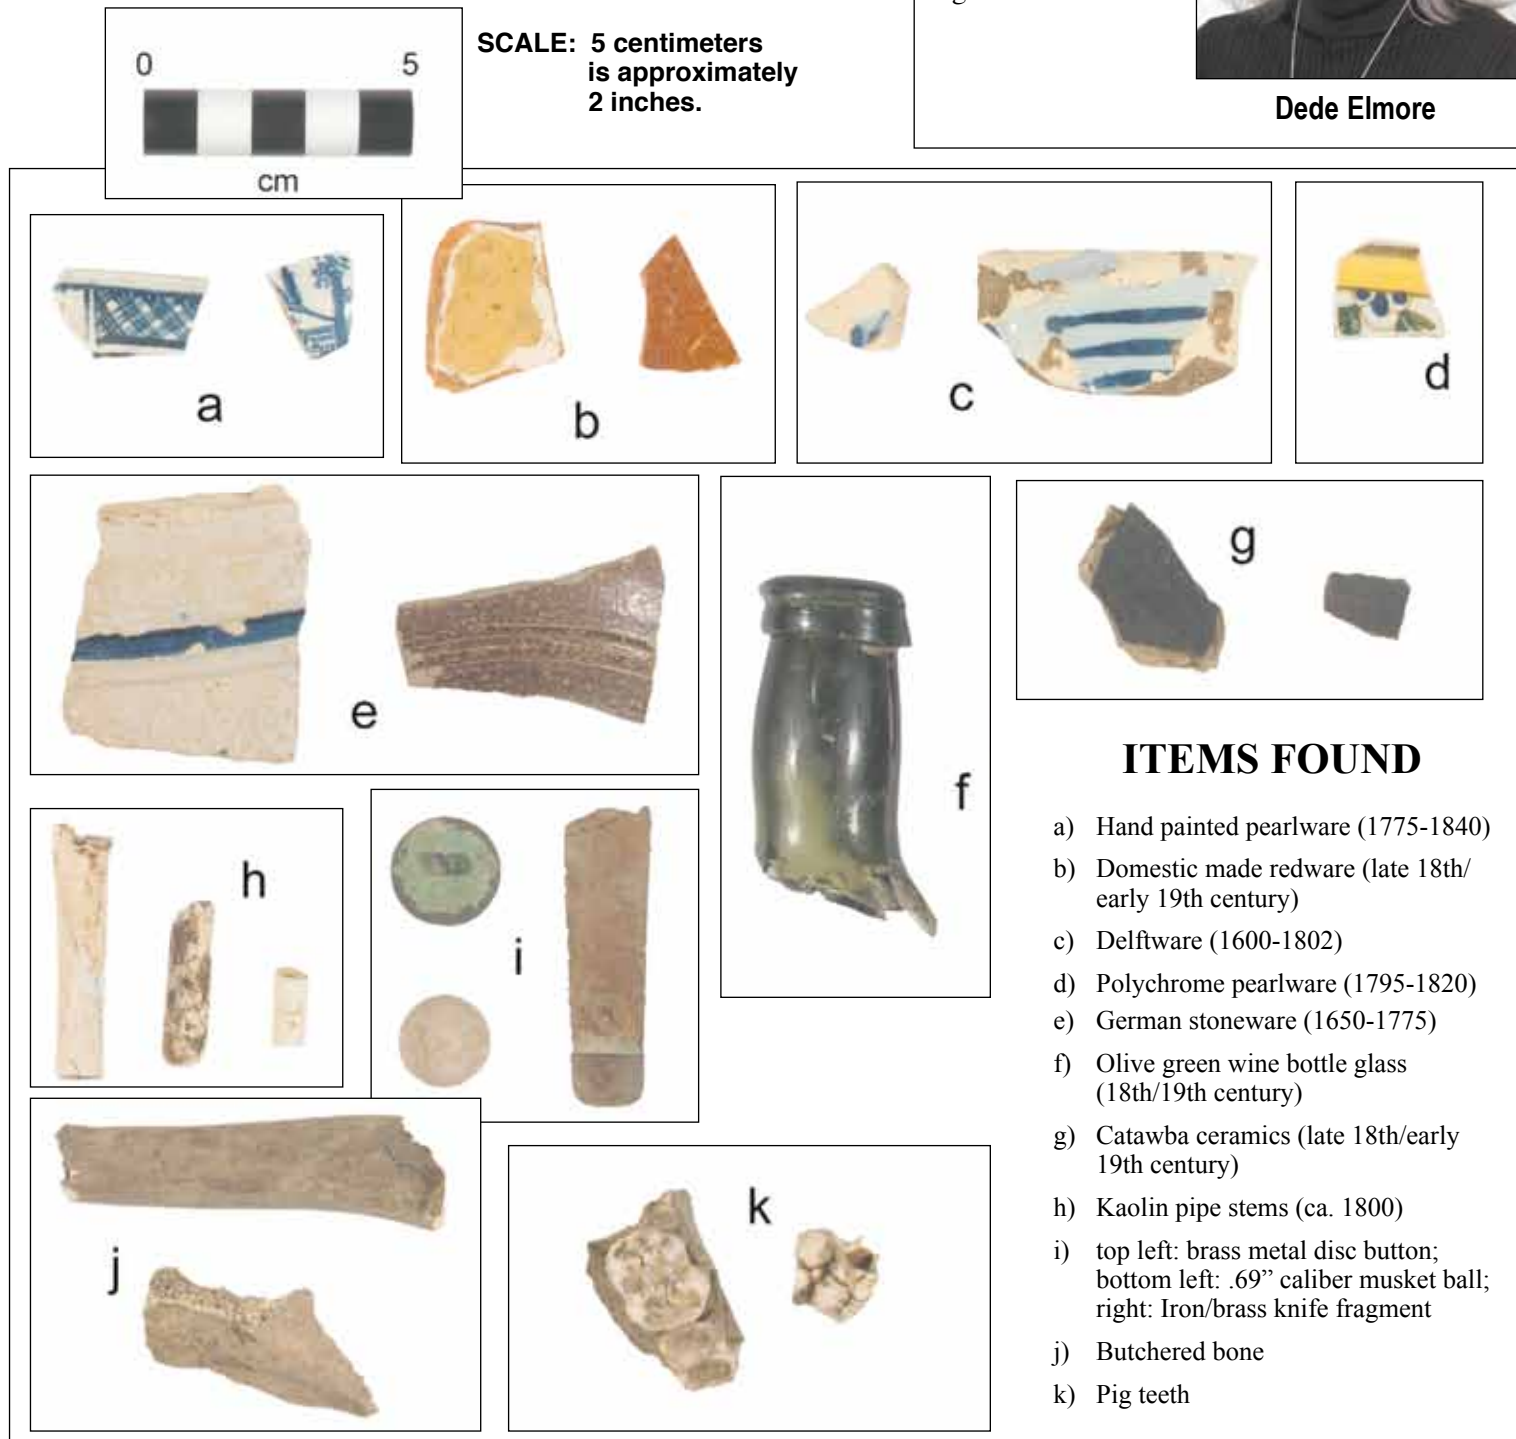 0 5
cm
SCALE: 5 centimeters
is approximately
2 inches.
Dede Elmore
a
b
c
d
e
f
g
h
i
j
k
ITEMS FOUND
a) Hand painted pearlware (1775-1840)
b) Domestic made redware (late 18th/
early 19th century)
c) Delftware (1600-1802)
d) Polychrome pearlware (1795-1820)
e) German stoneware (1650-1775)
f) Olive green wine bottle glass
(18th/19th century)
g) Catawba ceramics (late 18th/early
19th century)
h) Kaolin pipe stems (ca. 1800)
i) top left: brass metal disc button;
bottom left: .69” caliber musket ball;
right: Iron/brass knife fragment
j) Butchered bone
k) Pig teeth